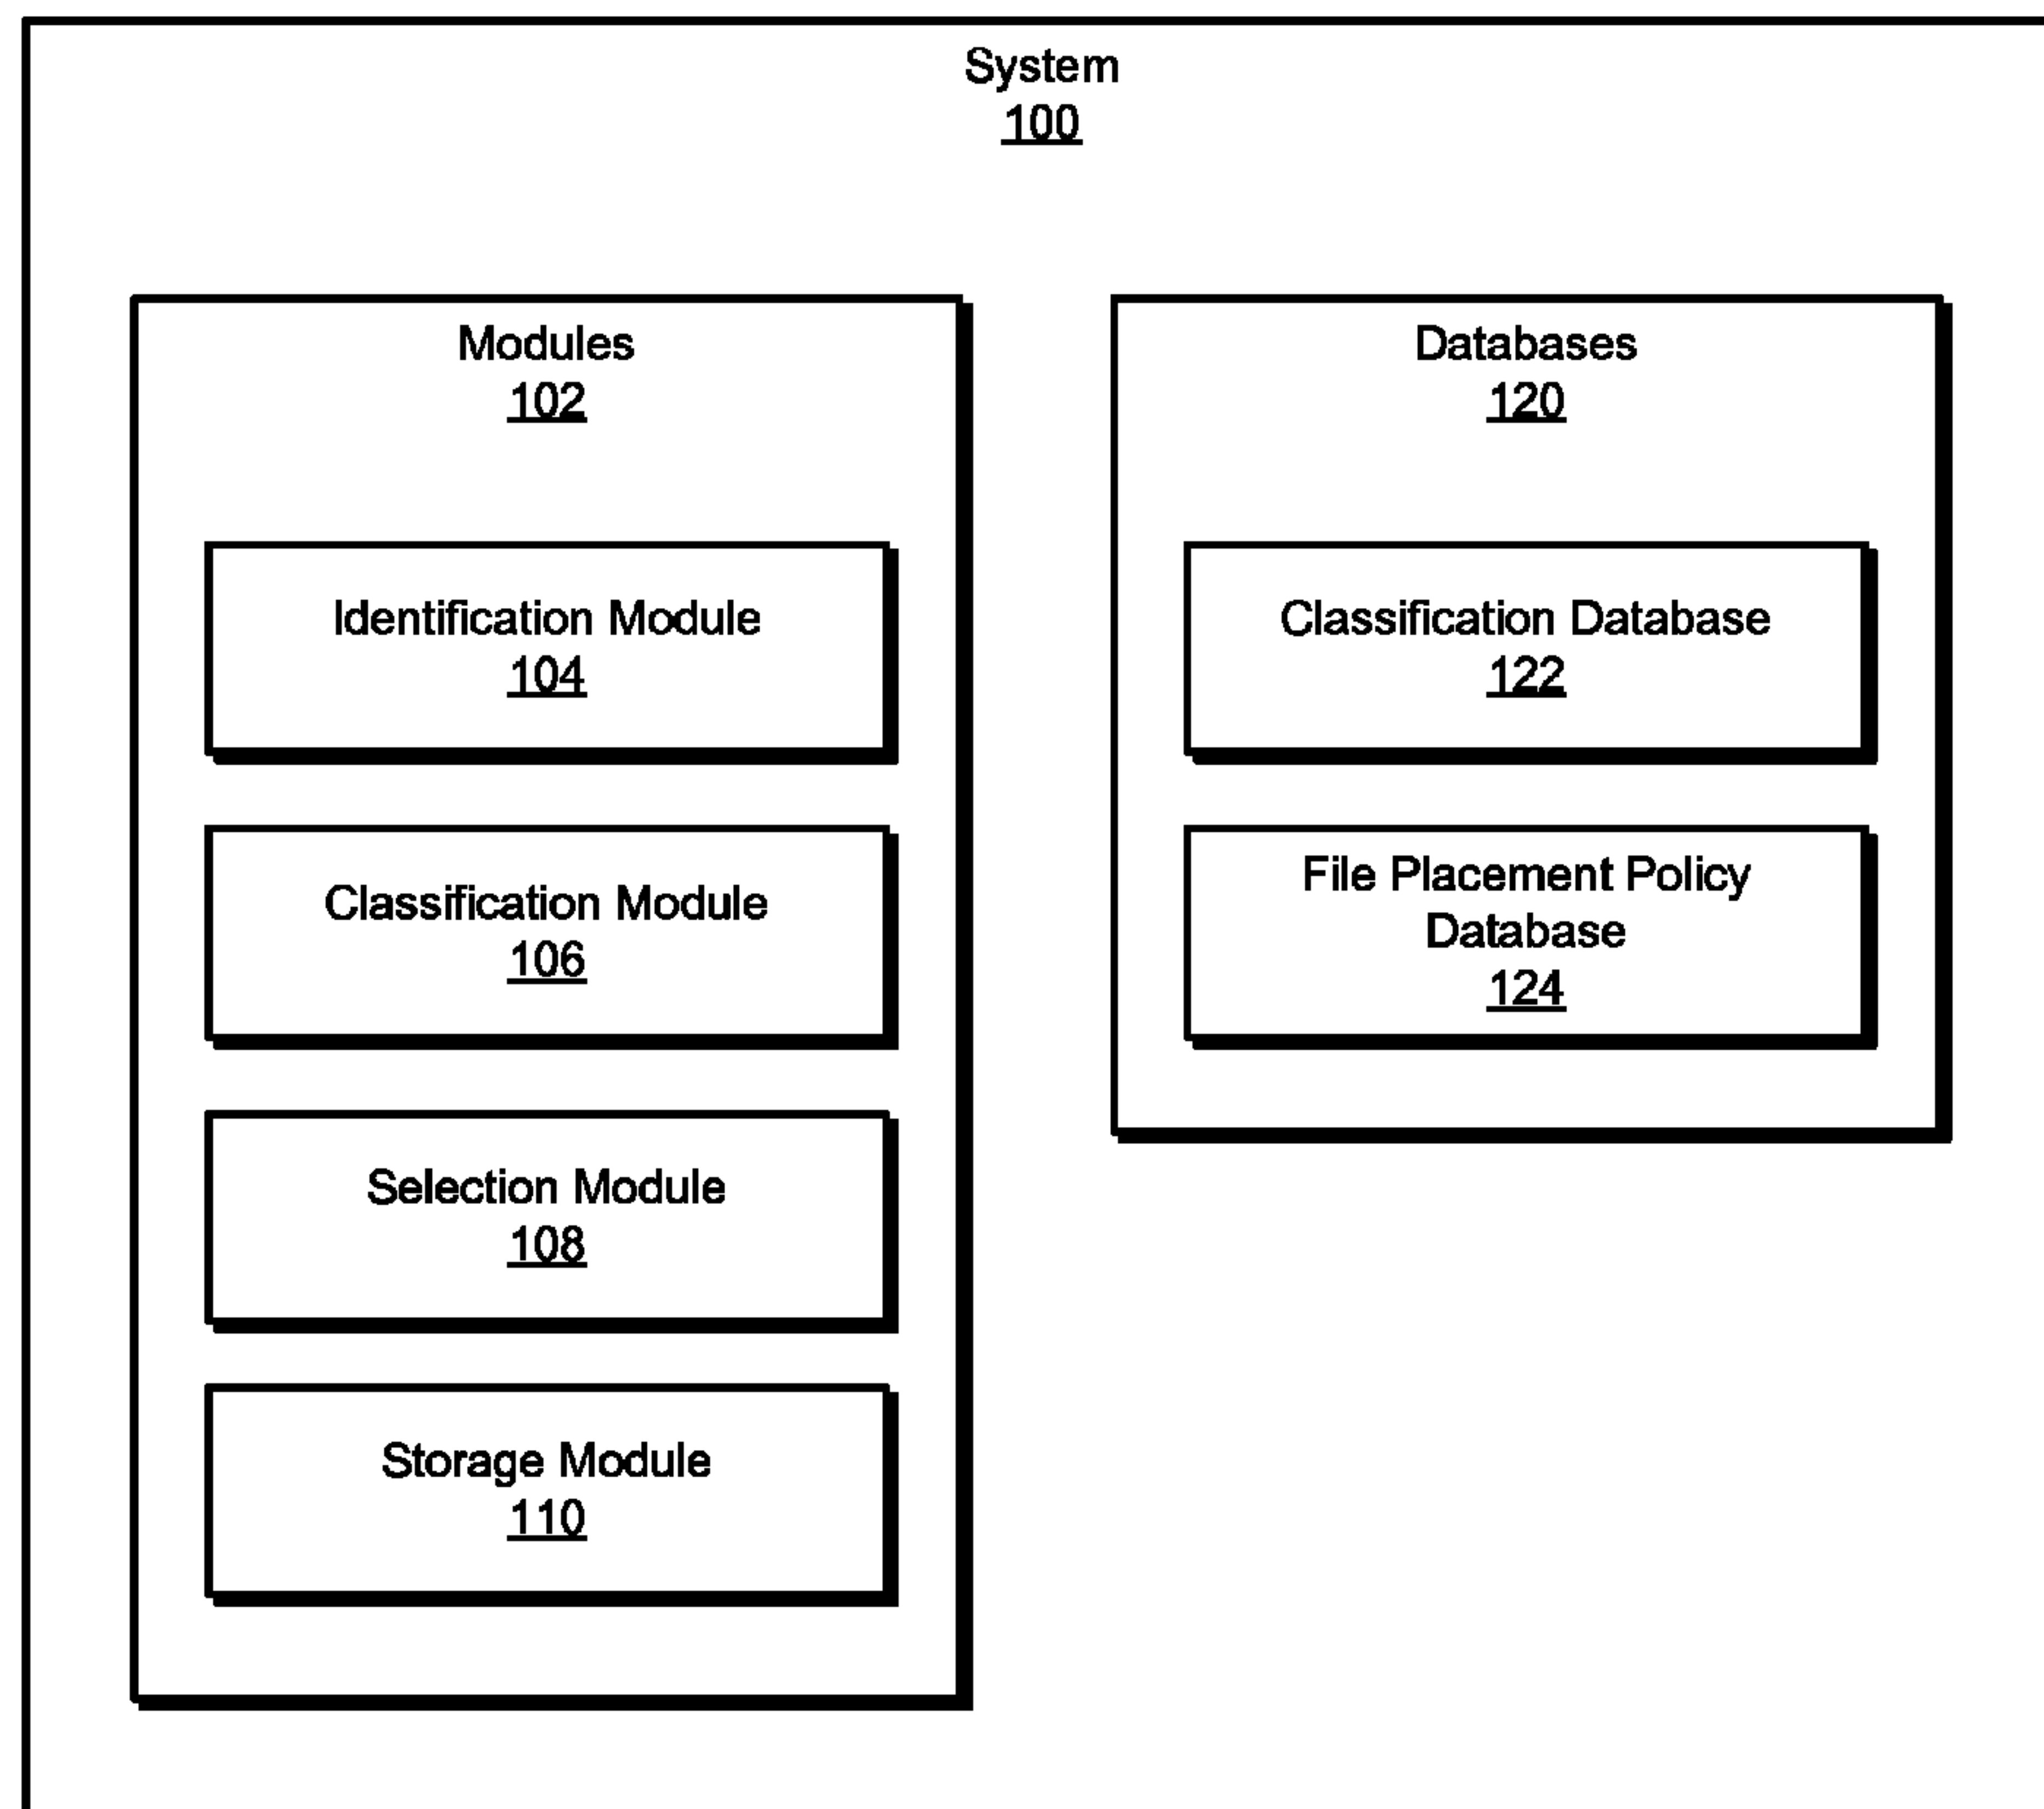 System
100
Modules
102
Identification Module
104
Classification Module
106
Selection Module
108
Storage Module
110
Databases
120
Classification Database
122
File Placement Policy
Database
124